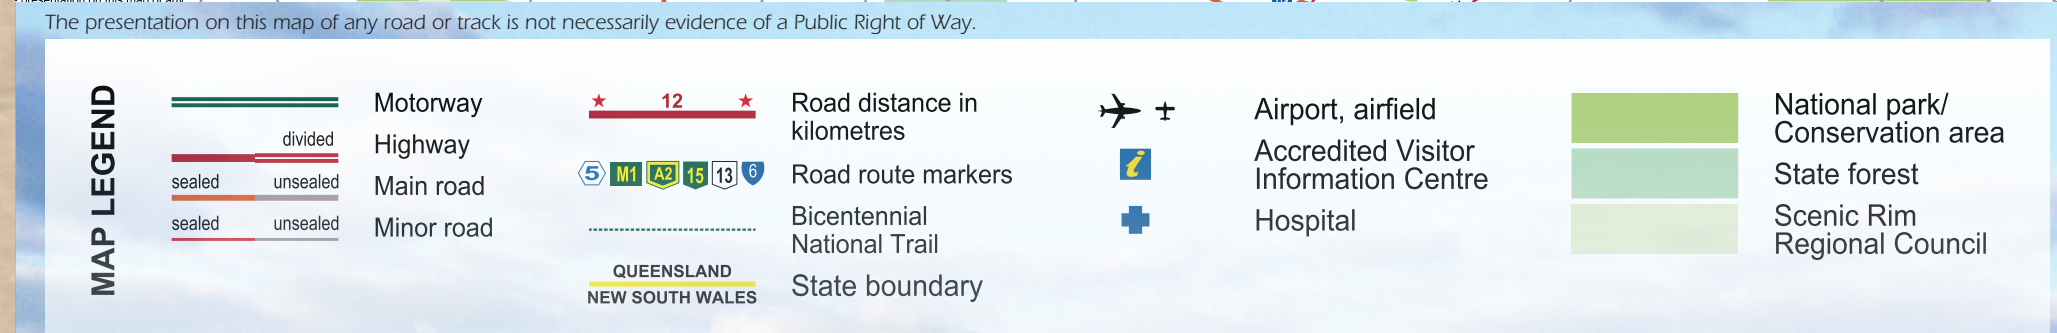 The presentation on this map of any road or track is not necessarily evidence of a Public Right of Way.
MAP LEGEND
Motorway
divided
Highway
sealed unsealed
Main road
sealed unsealed
Minor road
12
Road distance in
kilometres
5 M1 A2 15 13 6
Road route markers
Bicentennial
National Trail
QUEENSLAND
NEW SOUTH WALES
State boundary
Airport, airfield
i
Accredited Visitor
Information Centre
Hospital
National park/
Conservation area
State forest
Scenic Rim
Regional Council